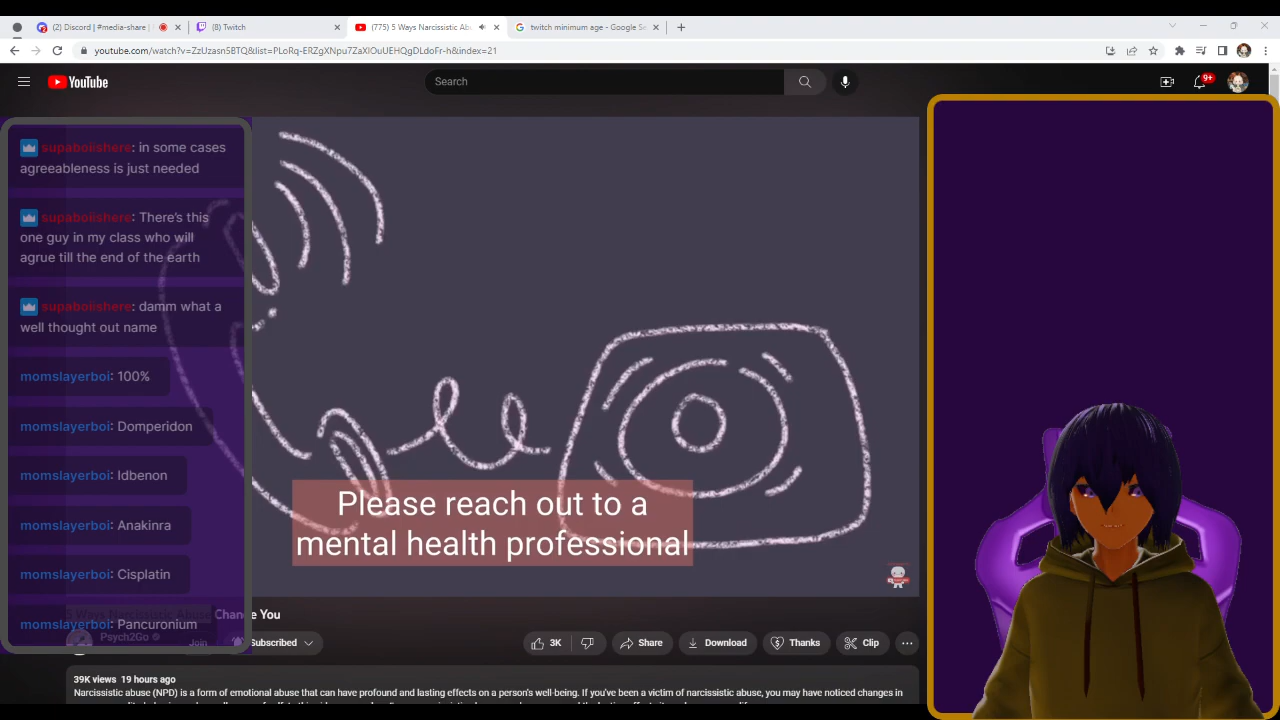 (2) Discord | #media-share |
(8) Twitch
(775) 5 Ways Narcissistic Ab
twitch minimum age - Google Se
youtube.com/watch?v=ZzUzasn5BTQ&list=PLoRq-ERZgXNpu7ZaXIOuUEHQgDLdoFr-h&index=21
YouTube
Search
9+
supaboiishere: in some cases
agreeableness is just needed
supaboiishere: There's this
one guy in my class who will
agrue till the end of the earth
supaboiishere: damm what a
well thought out name
momslayerboi: 100%
momslayerboi: Domperidon
momslayerboi: Idbenon
momslayerboi: Anakinra
momslayerboi: Cisplatin
momslayerboi: Pancuronium
Please reach out to a
mental health professional
5 Ways Narcissistic Abuse Change You
Psych2Go
Join
Subscribed
3K
Share
Download
Thanks
Clip
39K views 19 hours ago
Narcissistic abuse (NPD) is a form of emotional abuse that can have profound and lasting effects on a person's well-being. If you've been a victim of narcissistic abuse, you may have noticed changes in